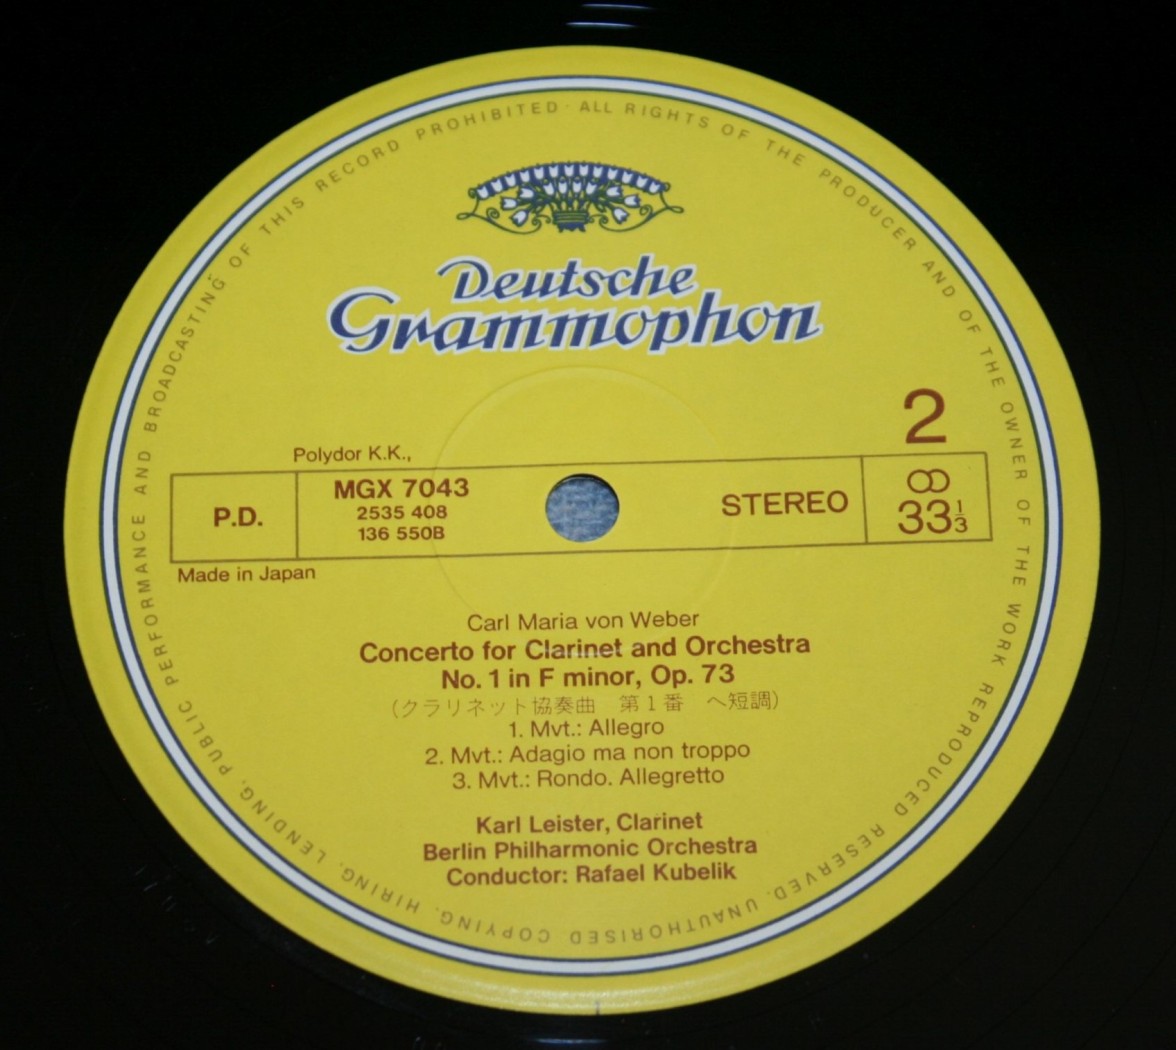 PUBLIC PERFORMANCE AND BROADCASTING OF THIS RECORD PROHIBITED · ALL RIGHTS OF THE PRODUCER AND OF THE OWNER OF THE WORK REPRODUCED RESERVED. UNAUTHORISED COPYING. HIRING. LENDING.
Deutsche
Grammophon
2
Polydor K.K.,
P.D.
MGX 7043
2535 408
136 550B
STEREO
33 1/3
Made in Japan
Carl Maria von Weber
Concerto for Clarinet and Orchestra
No. 1 in F minor, Op. 73
(クラリネット協奏曲 第1番 ヘ短調)
1. Mvt.: Allegro
2. Mvt.: Adagio ma non troppo
3. Mvt.: Rondo. Allegretto
Karl Leister, Clarinet
Berlin Philharmonic Orchestra
Conductor: Rafael Kubelik